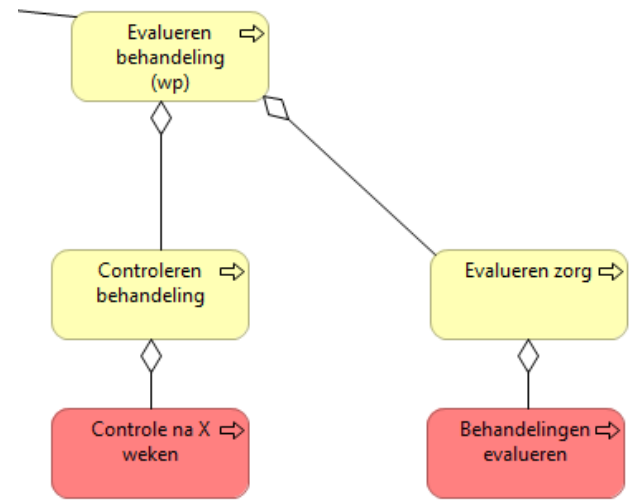 Evalueren
behandeling
(wp)
Controleren
behandeling
Evalueren zorg
Controle na X
weken
Behandelingen
evalueren